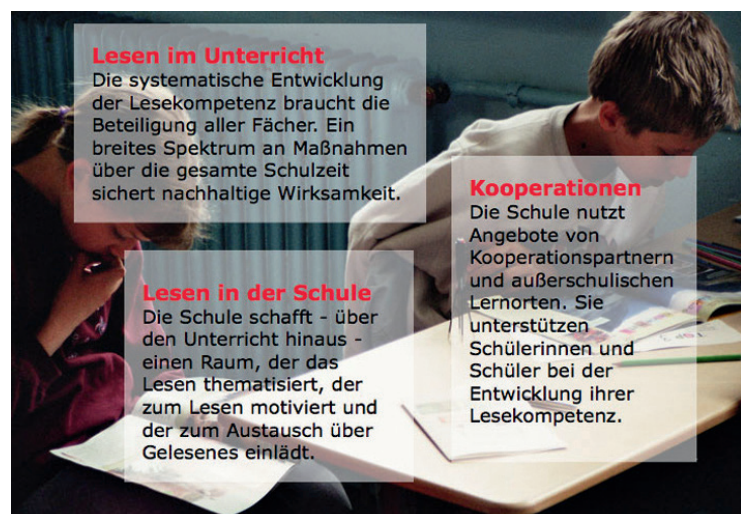 Lesen im Unterricht
Die systematische Entwicklung
der Lesekompetenz braucht die
Beteiligung aller Fächer. Ein
breites Spektrum an Maßnahmen
über die gesamte Schulzeit
sichert nachhaltige Wirksamkeit.
Lesen in der Schule
Die Schule schafft - über
den Unterricht hinaus -
einen Raum, der das
Lesen thematisiert, der
zum Lesen motiviert und
der zum Austausch über
Gelesenes einlädt.
Kooperationen
Die Schule nutzt
Angebote von
Kooperationspartnern
und außerschulischen
Lernorten. Sie
unterstützen
Schülerinnen und
Schüler bei der
Entwicklung ihrer
Lesekompetenz.